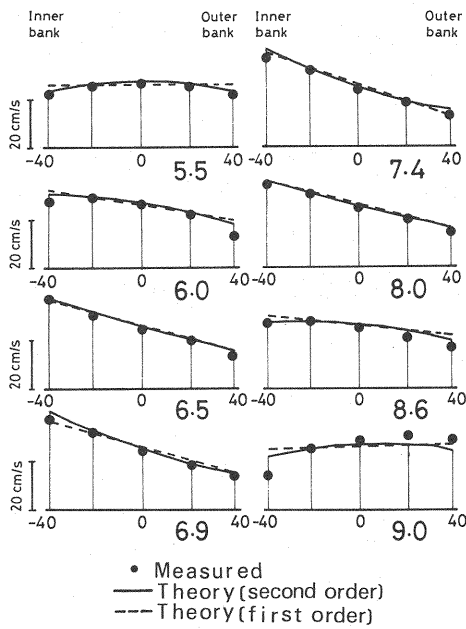 Inner bank Outer bank Inner bank Outer bank
20 cm/s
-40 0 40 -40 0 40
5.5 7.4
20 cm/s
-40 0 40 -40 0 40
6.0 8.0
20 cm/s
-40 0 40 -40 0 40
6.5 8.6
20 cm/s
-40 0 40 -40 0 40
6.9 9.0
Measured
Theory(second order)
Theory(first order)